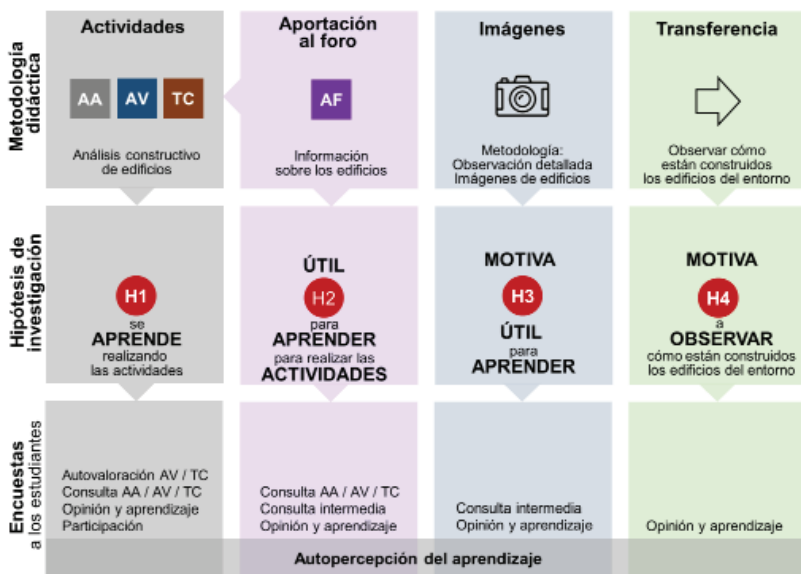 Actividades
Aportación
al foro
Imágenes
Transferencia
Metodología
didáctica
AA
AV
TC
AF
Análisis constructivo
de edificios
Información
sobre los edificios
Metodología:
Observación detallada
Imágenes de edificios
Observar cómo
están construidos
los edificios del entorno
Hipótesis de
investigación
H1
se
APRENDE
realizando
las actividades
ÚTIL
H2
para
APRENDER
para realizar las
ACTIVIDADES
MOTIVA
H3
ÚTIL
para
APRENDER
MOTIVA
H4
a
OBSERVAR
cómo están construidos
los edificios del entorno
Encuestas
a los estudiantes
Autovaloración AV / TC
Consulta AA / AV / TC
Opinión y aprendizaje
Participación
Consulta AA / AV / TC
Consulta intermedia
Opinión y aprendizaje
Consulta intermedia
Opinión y aprendizaje
Opinión y aprendizaje
Autopercepción del aprendizaje